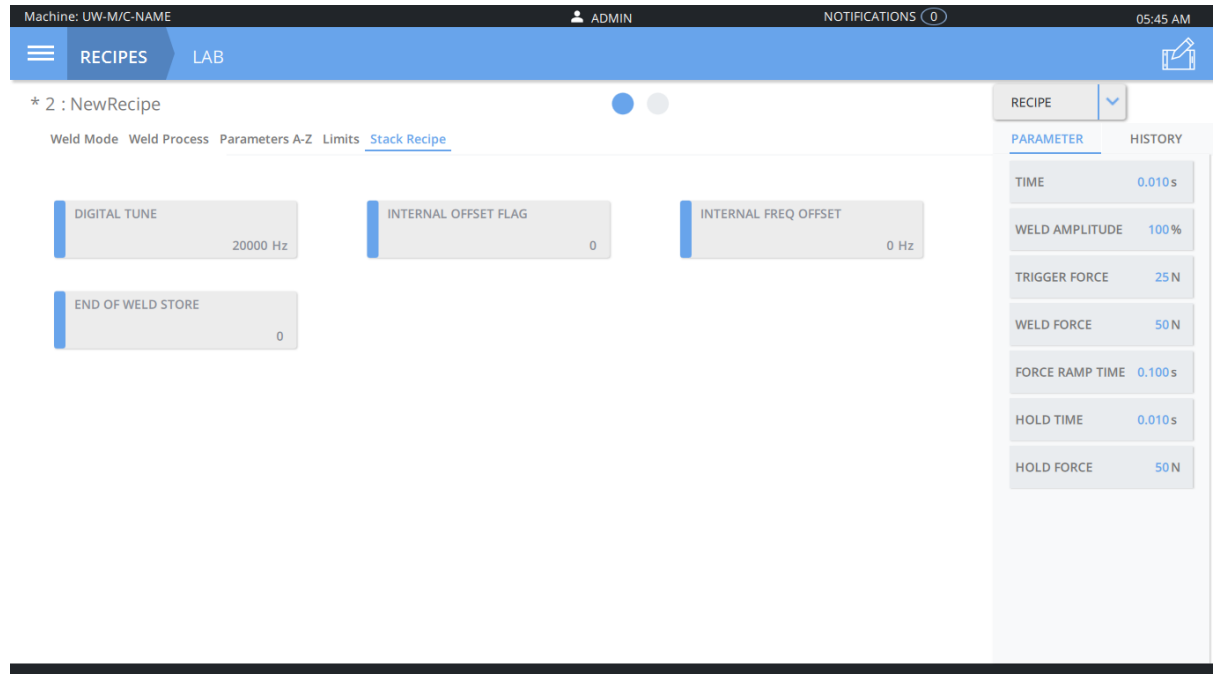 Machine: UW-M/C-NAME ADMIN NOTIFICATIONS 0 05:45 AM
RECIPES LAB
* 2 : NewRecipe
RECIPE
Weld Mode Weld Process Parameters A-Z Limits Stack Recipe
PARAMETER HISTORY
DIGITAL TUNE
20000 Hz
INTERNAL OFFSET FLAG
0
INTERNAL FREQ OFFSET
0 Hz
END OF WELD STORE
0
TIME 0.010 s
WELD AMPLITUDE 100 %
TRIGGER FORCE 25 N
WELD FORCE 50 N
FORCE RAMP TIME 0.100 s
HOLD TIME 0.010 s
HOLD FORCE 50 N